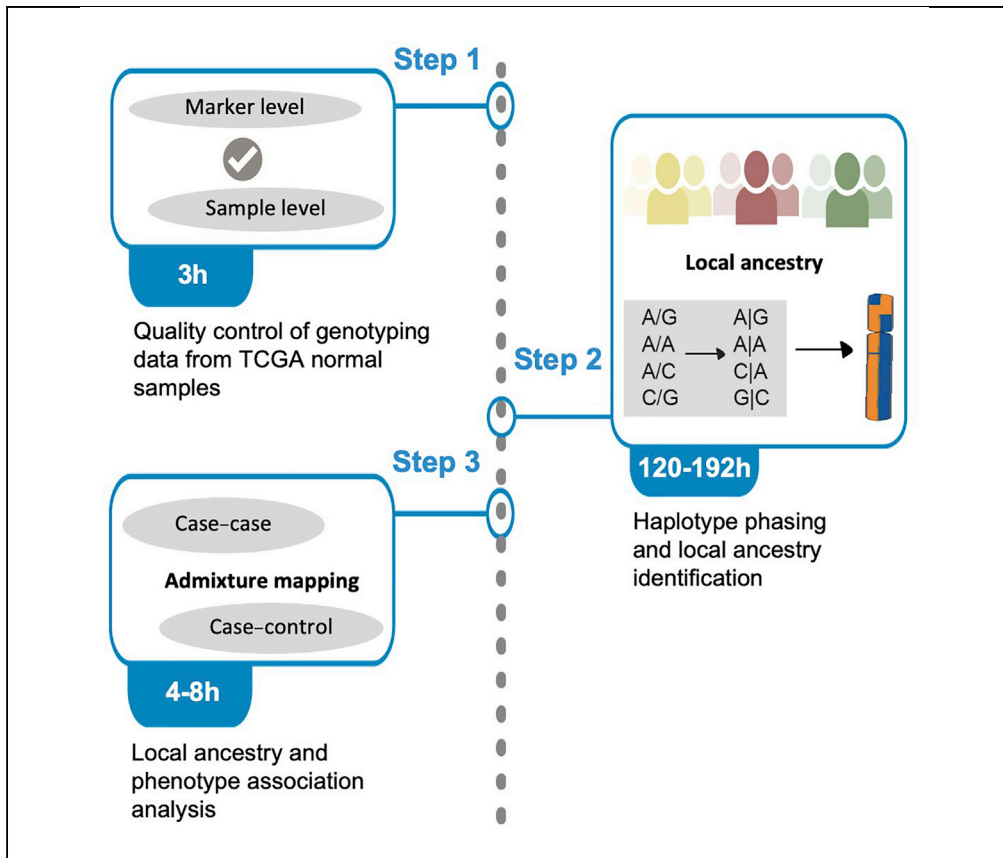 Step 1
Marker level
Sample level
3h
Quality control of genotyping
data from TCGA normal
samples
Step 2
Local ancestry
A/G A|G
A/A A|A
A/C C|A
C/G G|C
120-192h
Haplotype phasing
and local ancestry
identification
Step 3
Case–case
Admixture mapping
Case–control
4-8h
Local ancestry and
phenotype association
analysis